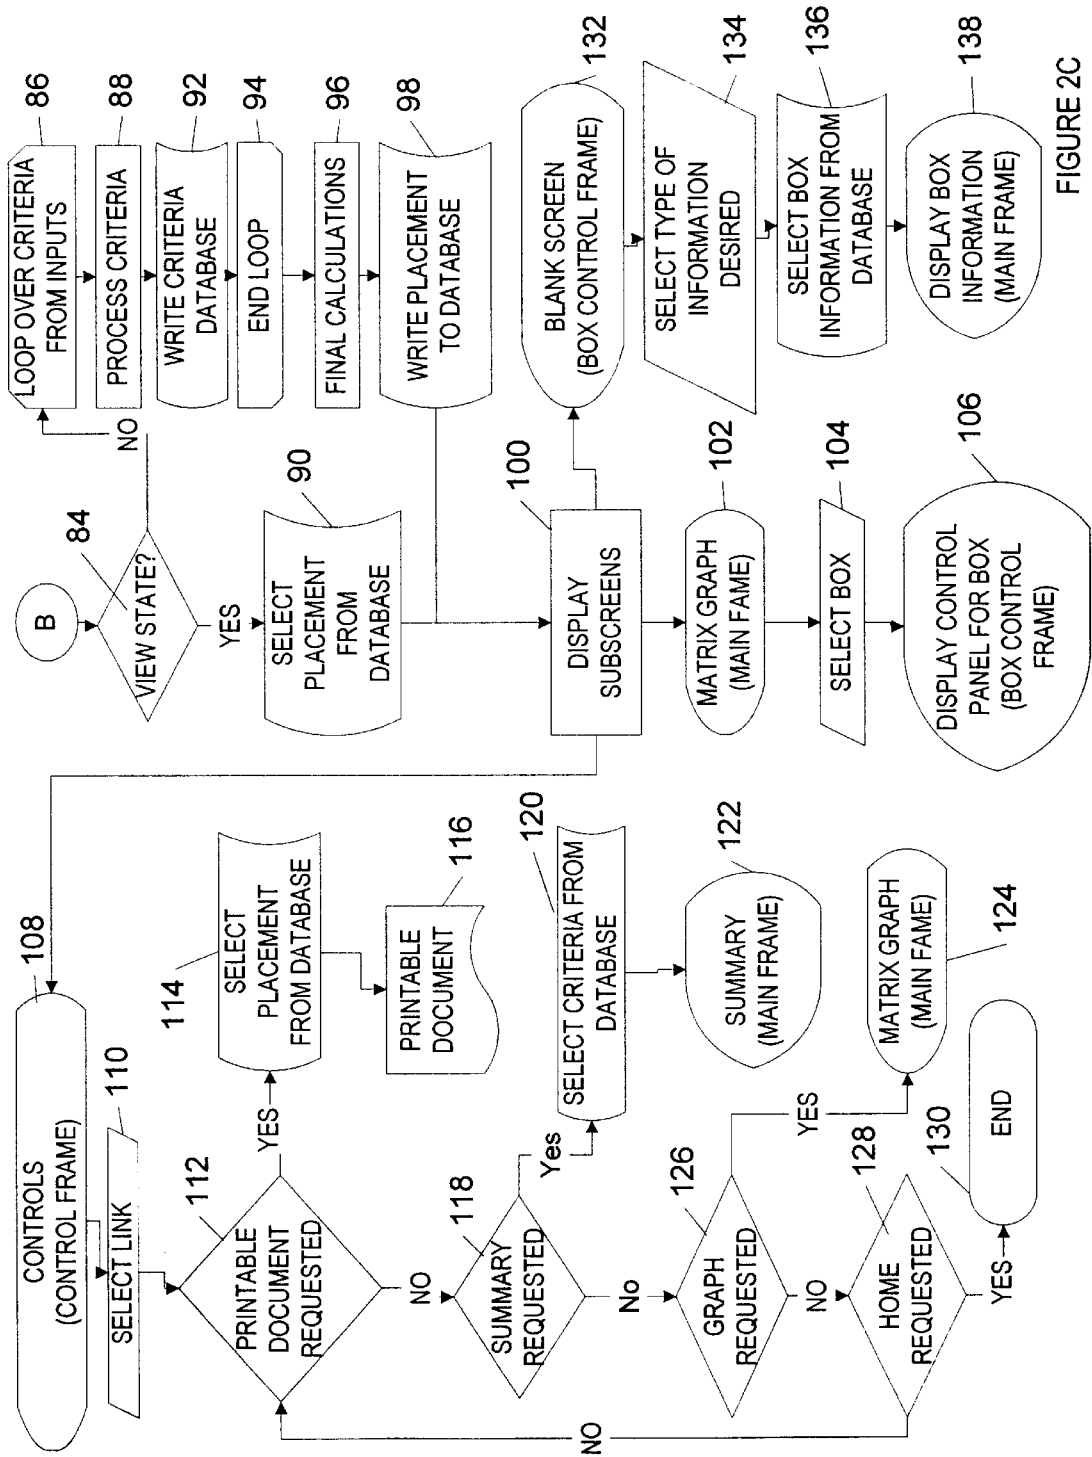 B
84
VIEW STATE?
NO
YES
86
LOOP OVER CRITERIA
FROM INPUTS
88
PROCESS CRITERIA
92
WRITE CRITERIA
DATABASE
94
END LOOP
96
FINAL CALCULATIONS
98
WRITE PLACEMENT
TO DATABASE
90
SELECT
PLACEMENT
FROM
DATABASE
100
DISPLAY
SUBSCREENS
102
MATRIX GRAPH
(MAIN FAME)
104
SELECT BOX
106
DISPLAY CONTROL
PANEL FOR BOX
(BOX CONTROL
FRAME)
132
BLANK SCREEN
(BOX CONTROL FRAME)
134
SELECT TYPE OF
INFORMATION
DESIRED
136
SELECT BOX
INFORMATION FROM
DATABASE
138
DISPLAY BOX
INFORMATION
(MAIN FRAME)
108
CONTROLS
(CONTROL FRAME)
110
SELECT LINK
112
PRINTABLE
DOCUMENT
REQUESTED
YES
NO
114
SELECT
PLACEMENT
FROM DATABASE
116
PRINTABLE
DOCUMENT
118
SUMMARY
REQUESTED
Yes
No
120
SELECT CRITERIA FROM
DATABASE
122
SUMMARY
(MAIN FRAME)
126
GRAPH
REQUESTED
YES
NO
124
MATRIX GRAPH
(MAIN FAME)
128
HOME
REQUESTED
YES
NO
130
END
FIGURE 2C